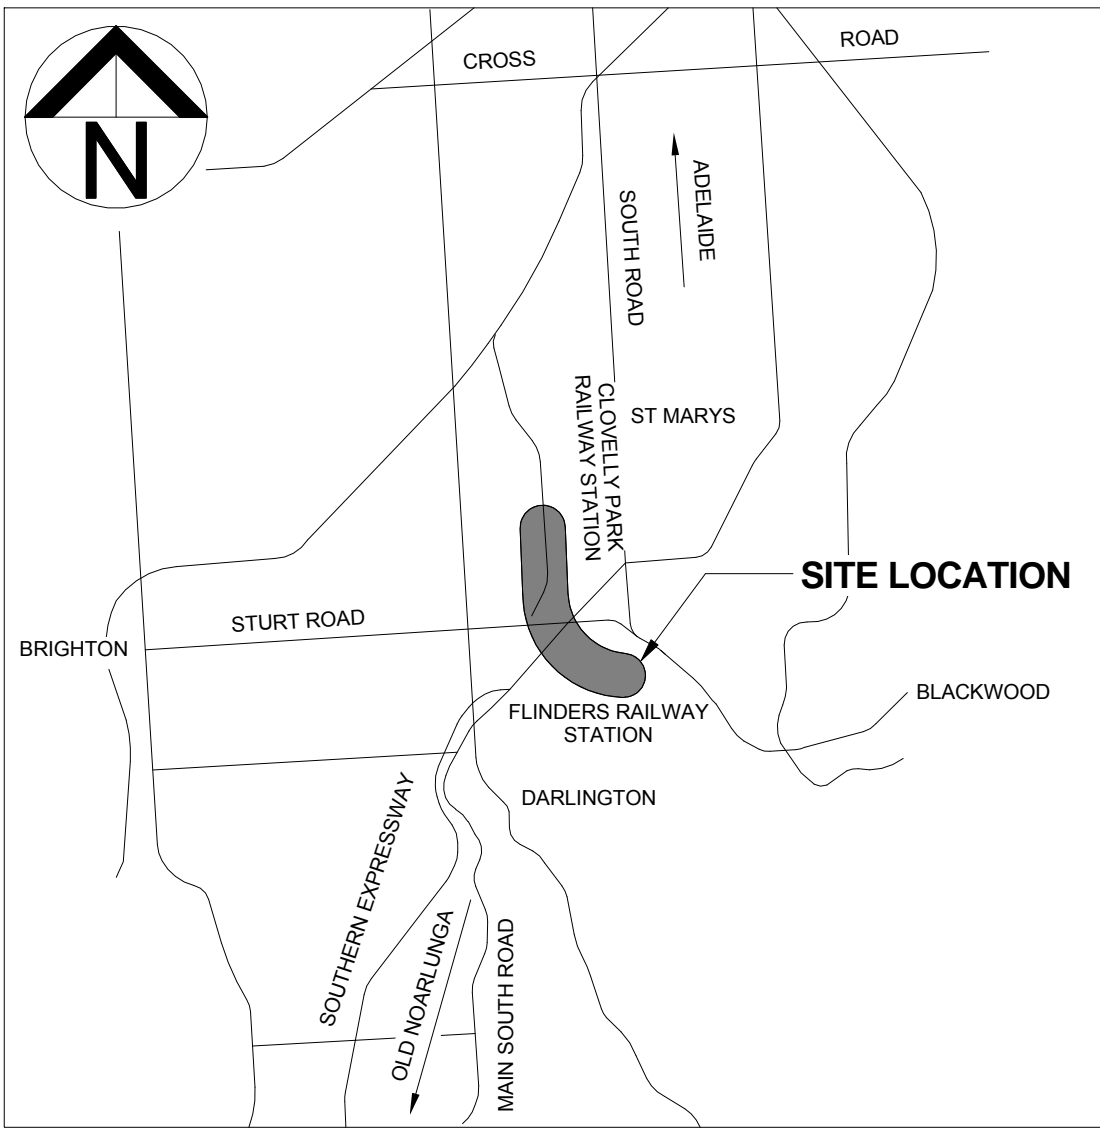 N
CROSS
ROAD
ADELAIDE
SOUTH ROAD
CLOVELLY PARK
RAILWAY STATION
ST MARYS
SITE LOCATION
STURT ROAD
BRIGHTON
BLACKWOOD
FLINDERS RAILWAY
STATION
DARLINGTON
SOUTHERN EXPRESSWAY
OLD NOARLUNGA
MAIN SOUTH ROAD